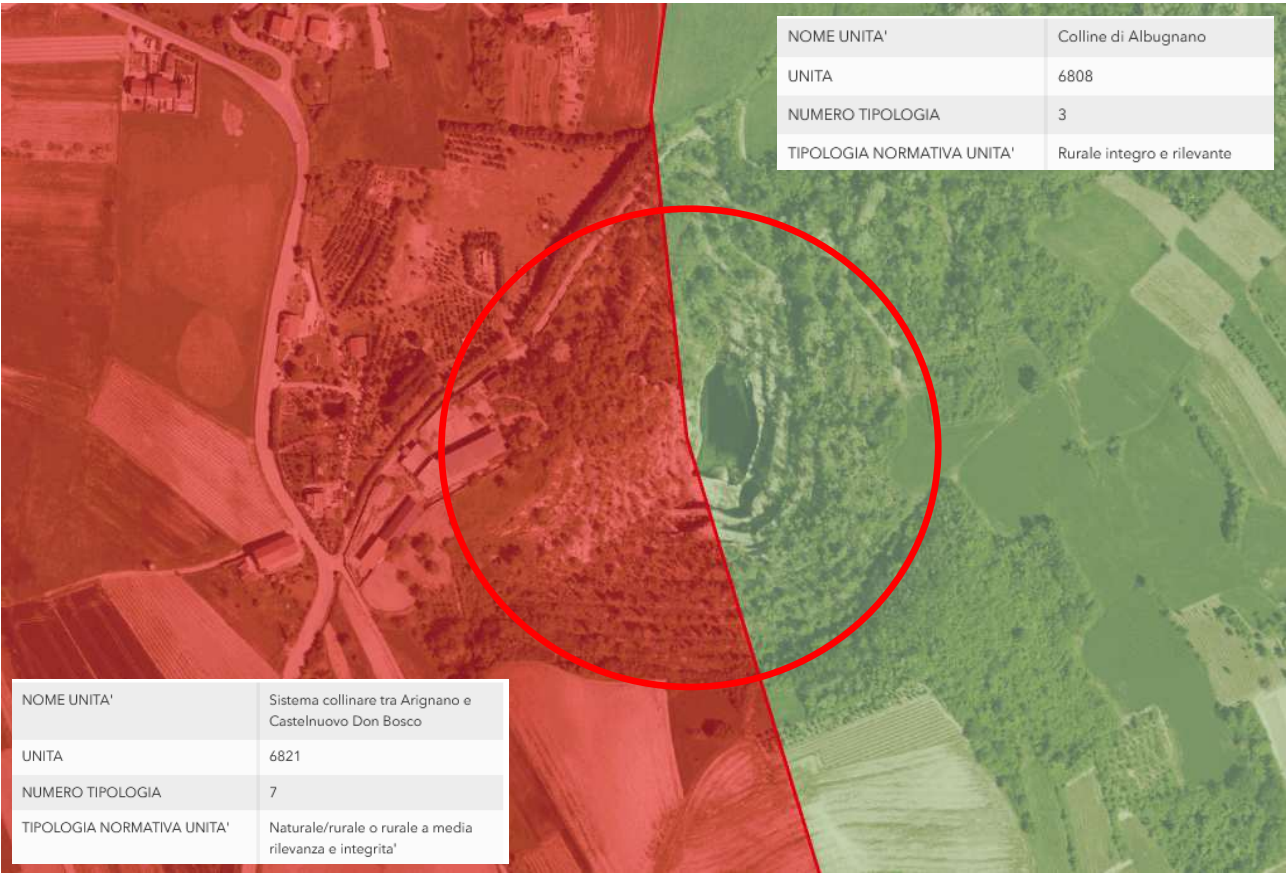 NOME UNITA' Colline di Albugnano
UNITA 6808
NUMERO TIPOLOGIA 3
TIPOLOGIA NORMATIVA UNITA' Rurale integro e rilevante
NOME UNITA' Sistema collinare tra Arignano e
Castelnuovo Don Bosco
UNITA 6821
NUMERO TIPOLOGIA 7
TIPOLOGIA NORMATIVA UNITA' Naturale/rurale o rurale a media
rilevanza e integrita'